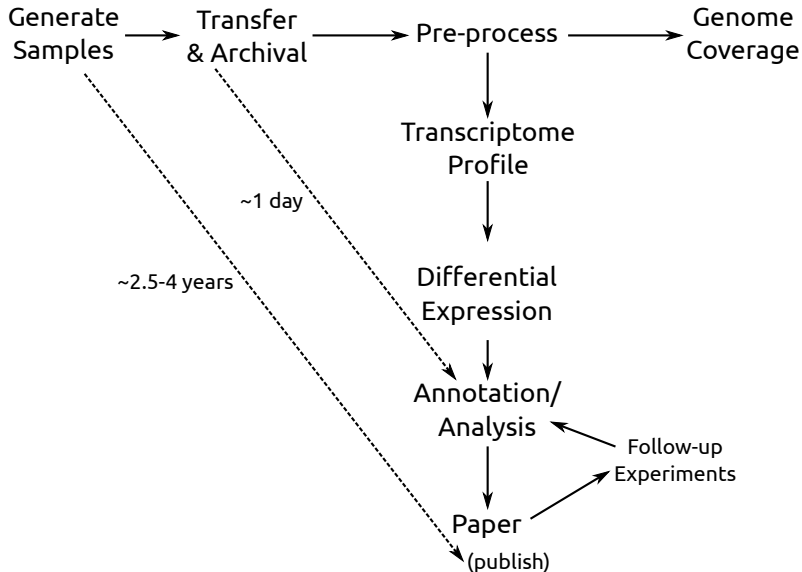 Generate
Samples
Transfer
& Archival
Pre-process
Genome
Coverage
Transcriptome
Profile
~1 day
~2.5-4 years
Differential
Expression
Annotation/
Analysis
Follow-up
Experiments
Paper
(publish)